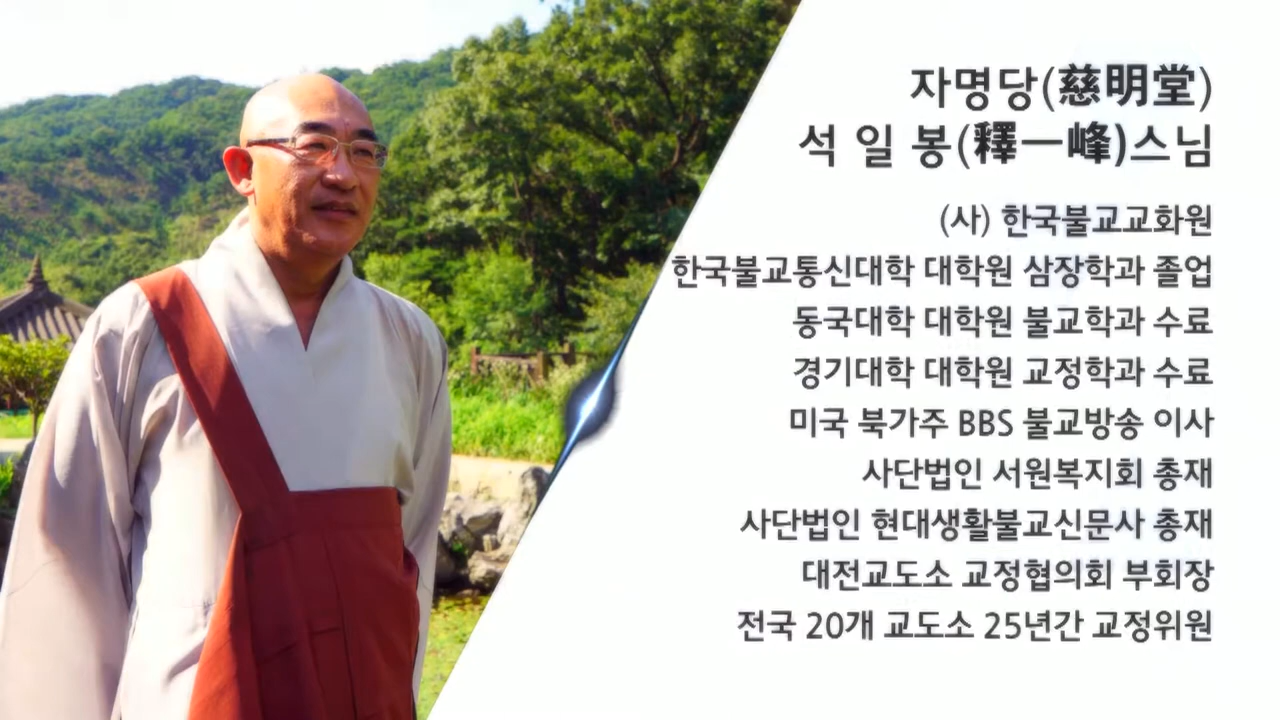 자명당(慈明堂)
석 일 봉(釋一峰)스님
(사) 한국불교교화원
한국불교통신대학 대학원 삼장학과 졸업
동국대학 대학원 불교학과 수료
경기대학 대학원 교정학과 수료
미국 북가주 BBS 불교방송 이사
사단법인 서원복지회 총재
사단법인 현대생활불교신문사 총재
대전교도소 교정협의회 부회장
전국 20개 교도소 25년간 교정위원